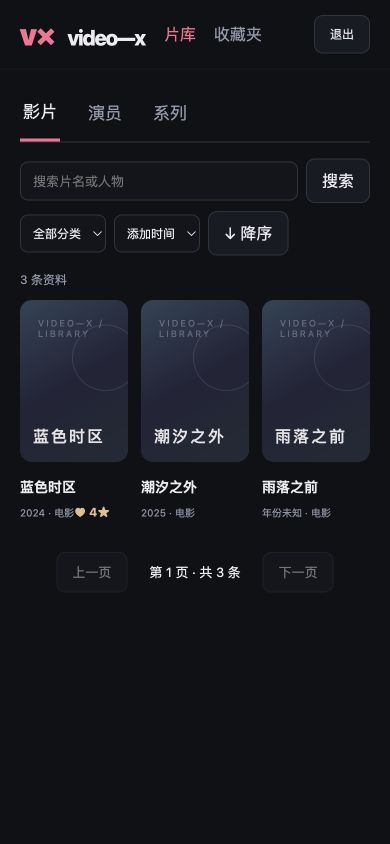 VX video—x 片库 收藏夹 退出
影片 演员 系列
搜索片名或人物 搜索
全部分类 添加时间 ↓ 降序
3 条资料
VIDEO—X / LIBRARY
蓝色时区
VIDEO—X / LIBRARY
潮汐之外
VIDEO—X / LIBRARY
雨落之前
蓝色时区
2024 · 电影 ♥ 4★
潮汐之外
2025 · 电影
雨落之前
年份未知 · 电影
上一页 第 1 页 · 共 3 条 下一页